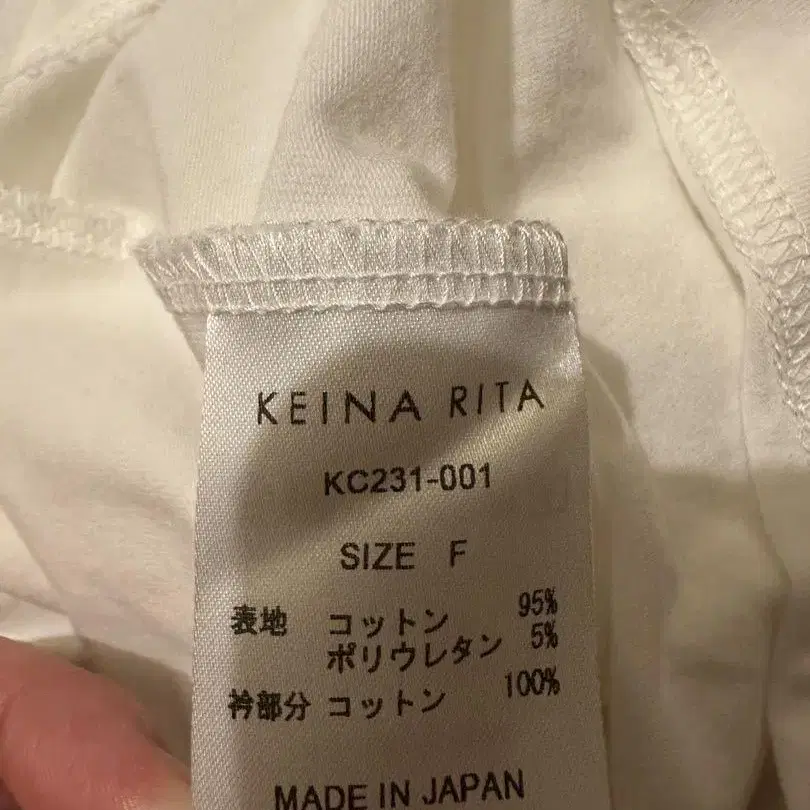 KEINA RITA
KC231-001
SIZE F
表地 コットン 95%
ポリウレタン 5%
衿部分 コットン 100%
MADE IN JAPAN